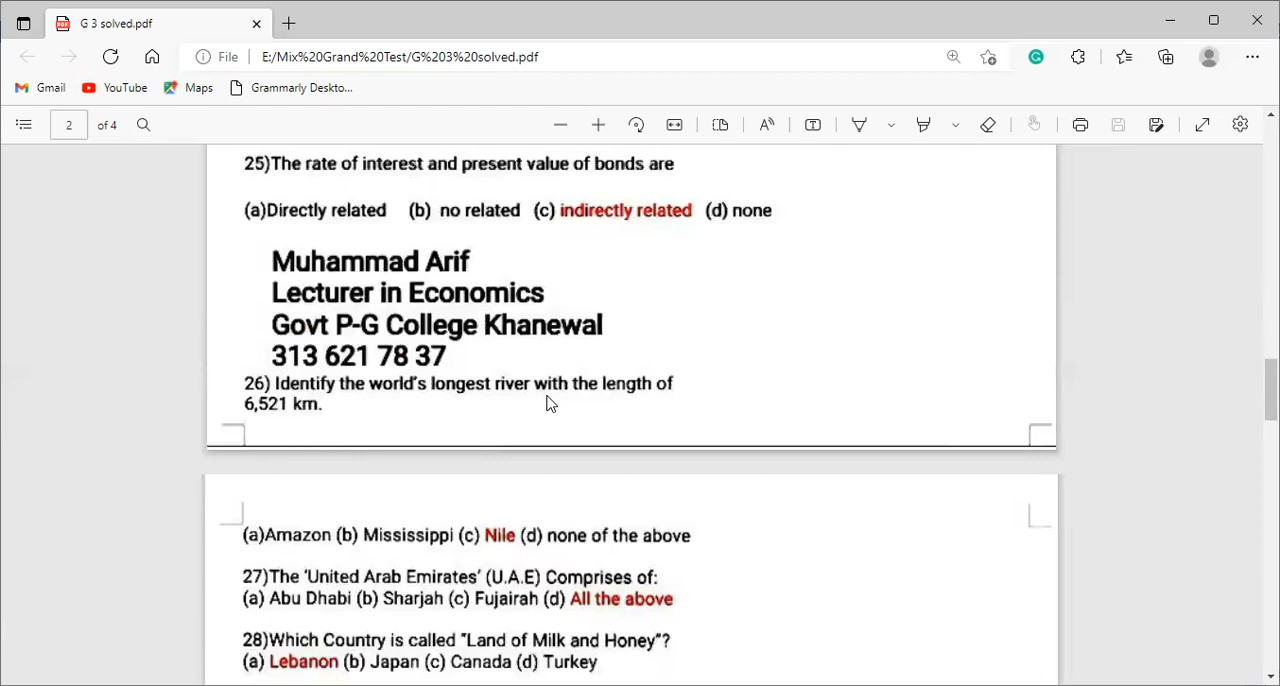 G 3 solved.pdf
File E:/Mix%20Grand%20Test/G%203%20solved.pdf
Gmail YouTube Maps Grammarly Deskto...
2 of 4
25)The rate of interest and present value of bonds are
(a)Directly related (b) no related (c) indirectly related (d) none
Muhammad Arif
Lecturer in Economics
Govt P-G College Khanewal
313 621 78 37
26) Identify the world's longest river with the length of
6,521 km.
(a)Amazon (b) Mississippi (c) Nile (d) none of the above
27)The 'United Arab Emirates' (U.A.E) Comprises of:
(a) Abu Dhabi (b) Sharjah (c) Fujairah (d) All the above
28)Which Country is called "Land of Milk and Honey"?
(a) Lebanon (b) Japan (c) Canada (d) Turkey